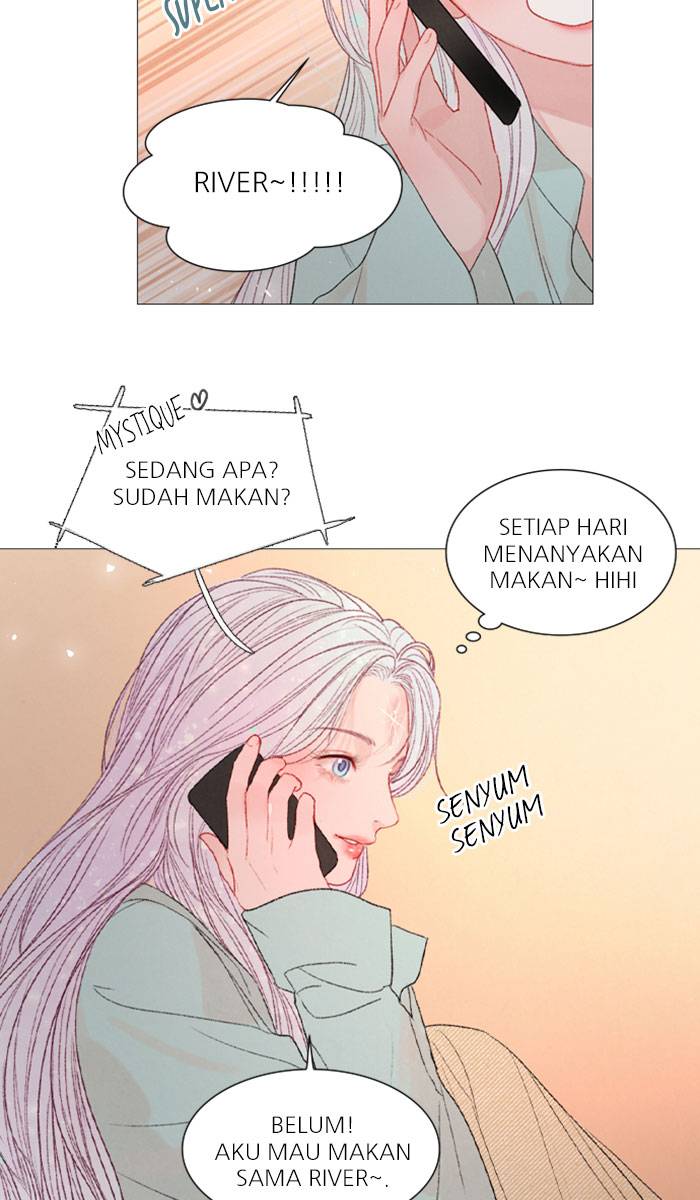 RIVER~!!!!!
MYSTIQUE
SEDANG APA?
SUDAH MAKAN?
SETIAP HARI
MENANYAKAN
MAKAN~ HIHI
SENYUM
SENYUM
BELUM!
AKU MAU MAKAN
SAMA RIVER~.